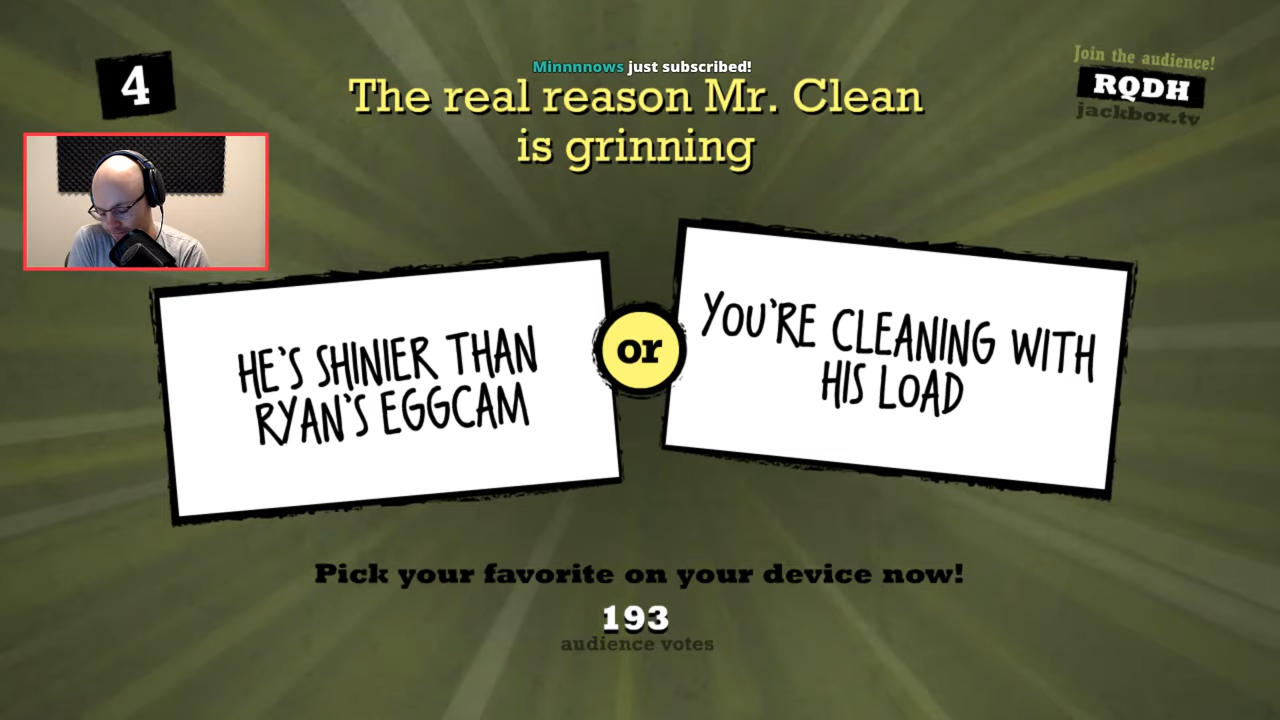 4
Minnnnows just subscribed!
The real reason Mr. Clean
is grinning
Join the audience!
RQDH
jackbox.tv
HE'S SHINIER THAN
RYAN'S EGGCAM
or
YOU'RE CLEANING WITH
HIS LOAD
Pick your favorite on your device now!
193
audience votes